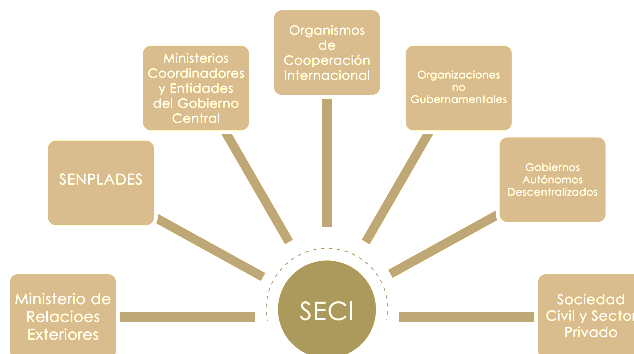 Organismos
de
Cooperación
Internacional
Ministerios
Coordinadores
y Entidades
del Gobierno
Central
Organizaciones
no
Gubernamentales
SENPLADES
Gobiernos
Autónomos
Descentralizados
Ministerio de
Relacioes
Exteriores
SECI
Sociedad
Civil y Sector
Privado